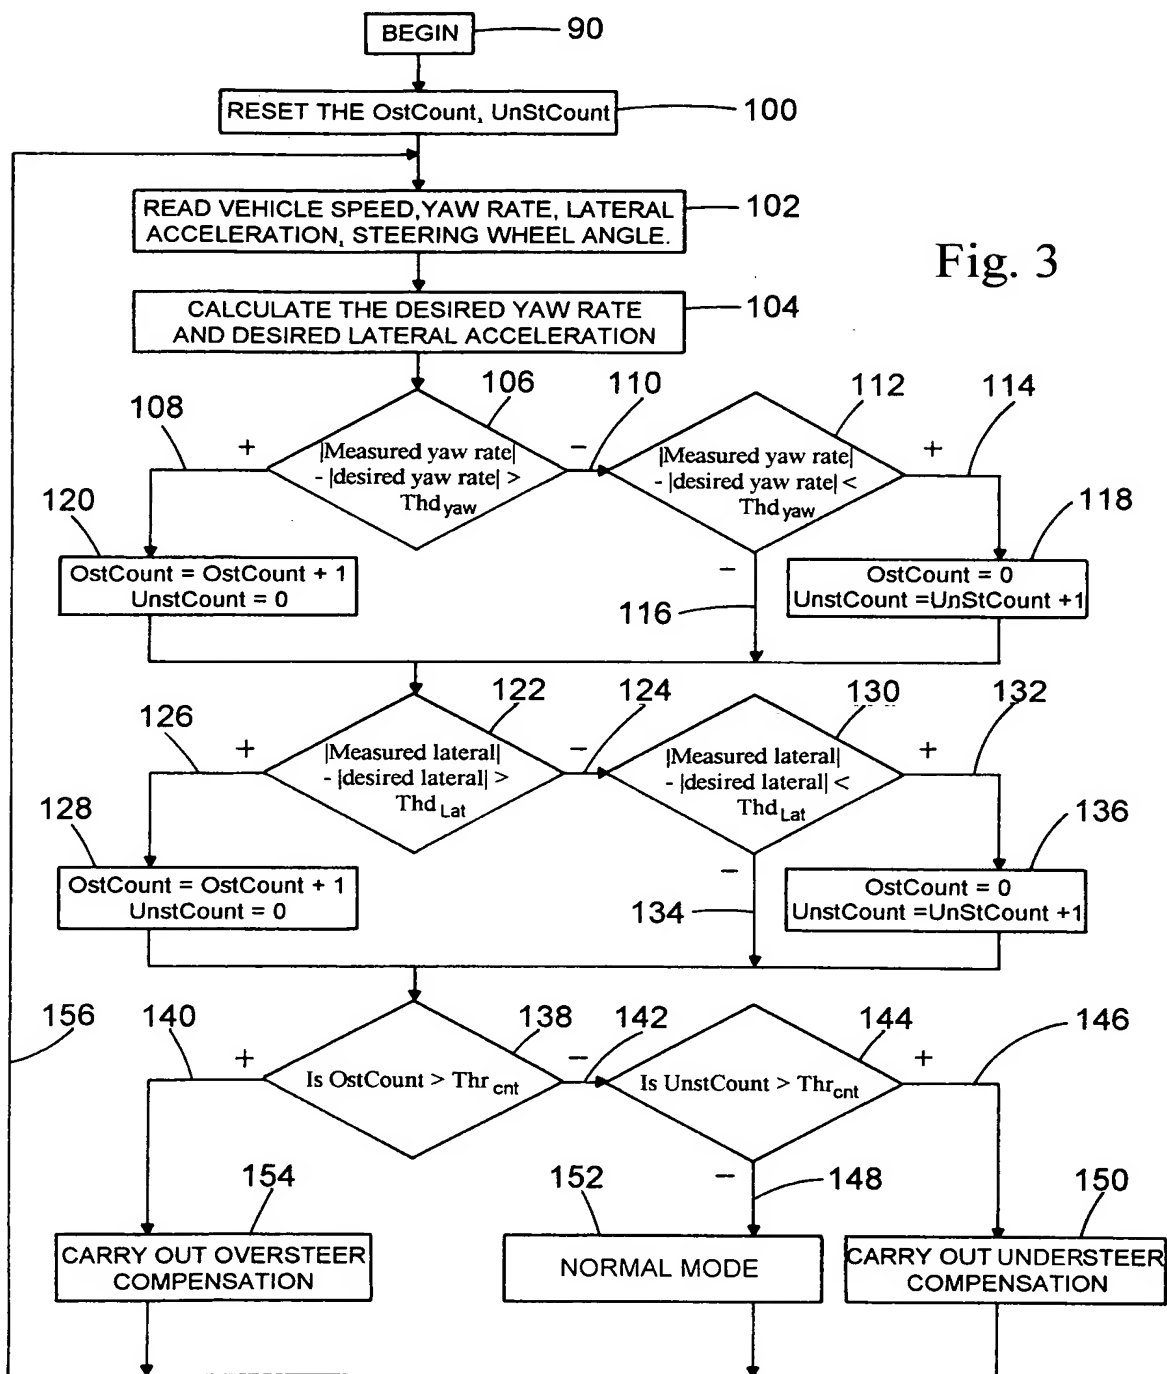 BEGIN
90
RESET THE OstCount, UnStCount
100
READ VEHICLE SPEED,YAW RATE, LATERAL
ACCELERATION, STEERING WHEEL ANGLE.
102
Fig. 3
CALCULATE THE DESIRED YAW RATE
AND DESIRED LATERAL ACCELERATION
104
106
110
112
114
108
+
|Measured yaw rate|
- |desired yaw rate| >
Thd yaw
−
|Measured yaw rate|
- |desired yaw rate| <
Thd yaw
+
120
118
OstCount = OstCount + 1
UnstCount = 0
−
116
OstCount = 0
UnstCount =UnStCount +1
122
124
130
132
126
+
|Measured lateral|
- |desired lateral| >
Thd Lat
−
|Measured lateral|
- |desired lateral| <
Thd Lat
+
128
136
OstCount = OstCount + 1
UnstCount = 0
−
134
OstCount = 0
UnstCount =UnStCount +1
156
140
138
142
144
146
+
Is OstCount > Thr cnt
−
Is UnstCount > Thr cnt
+
154
152
−
148
150
CARRY OUT OVERSTEER
COMPENSATION
NORMAL MODE
CARRY OUT UNDERSTEER
COMPENSATION